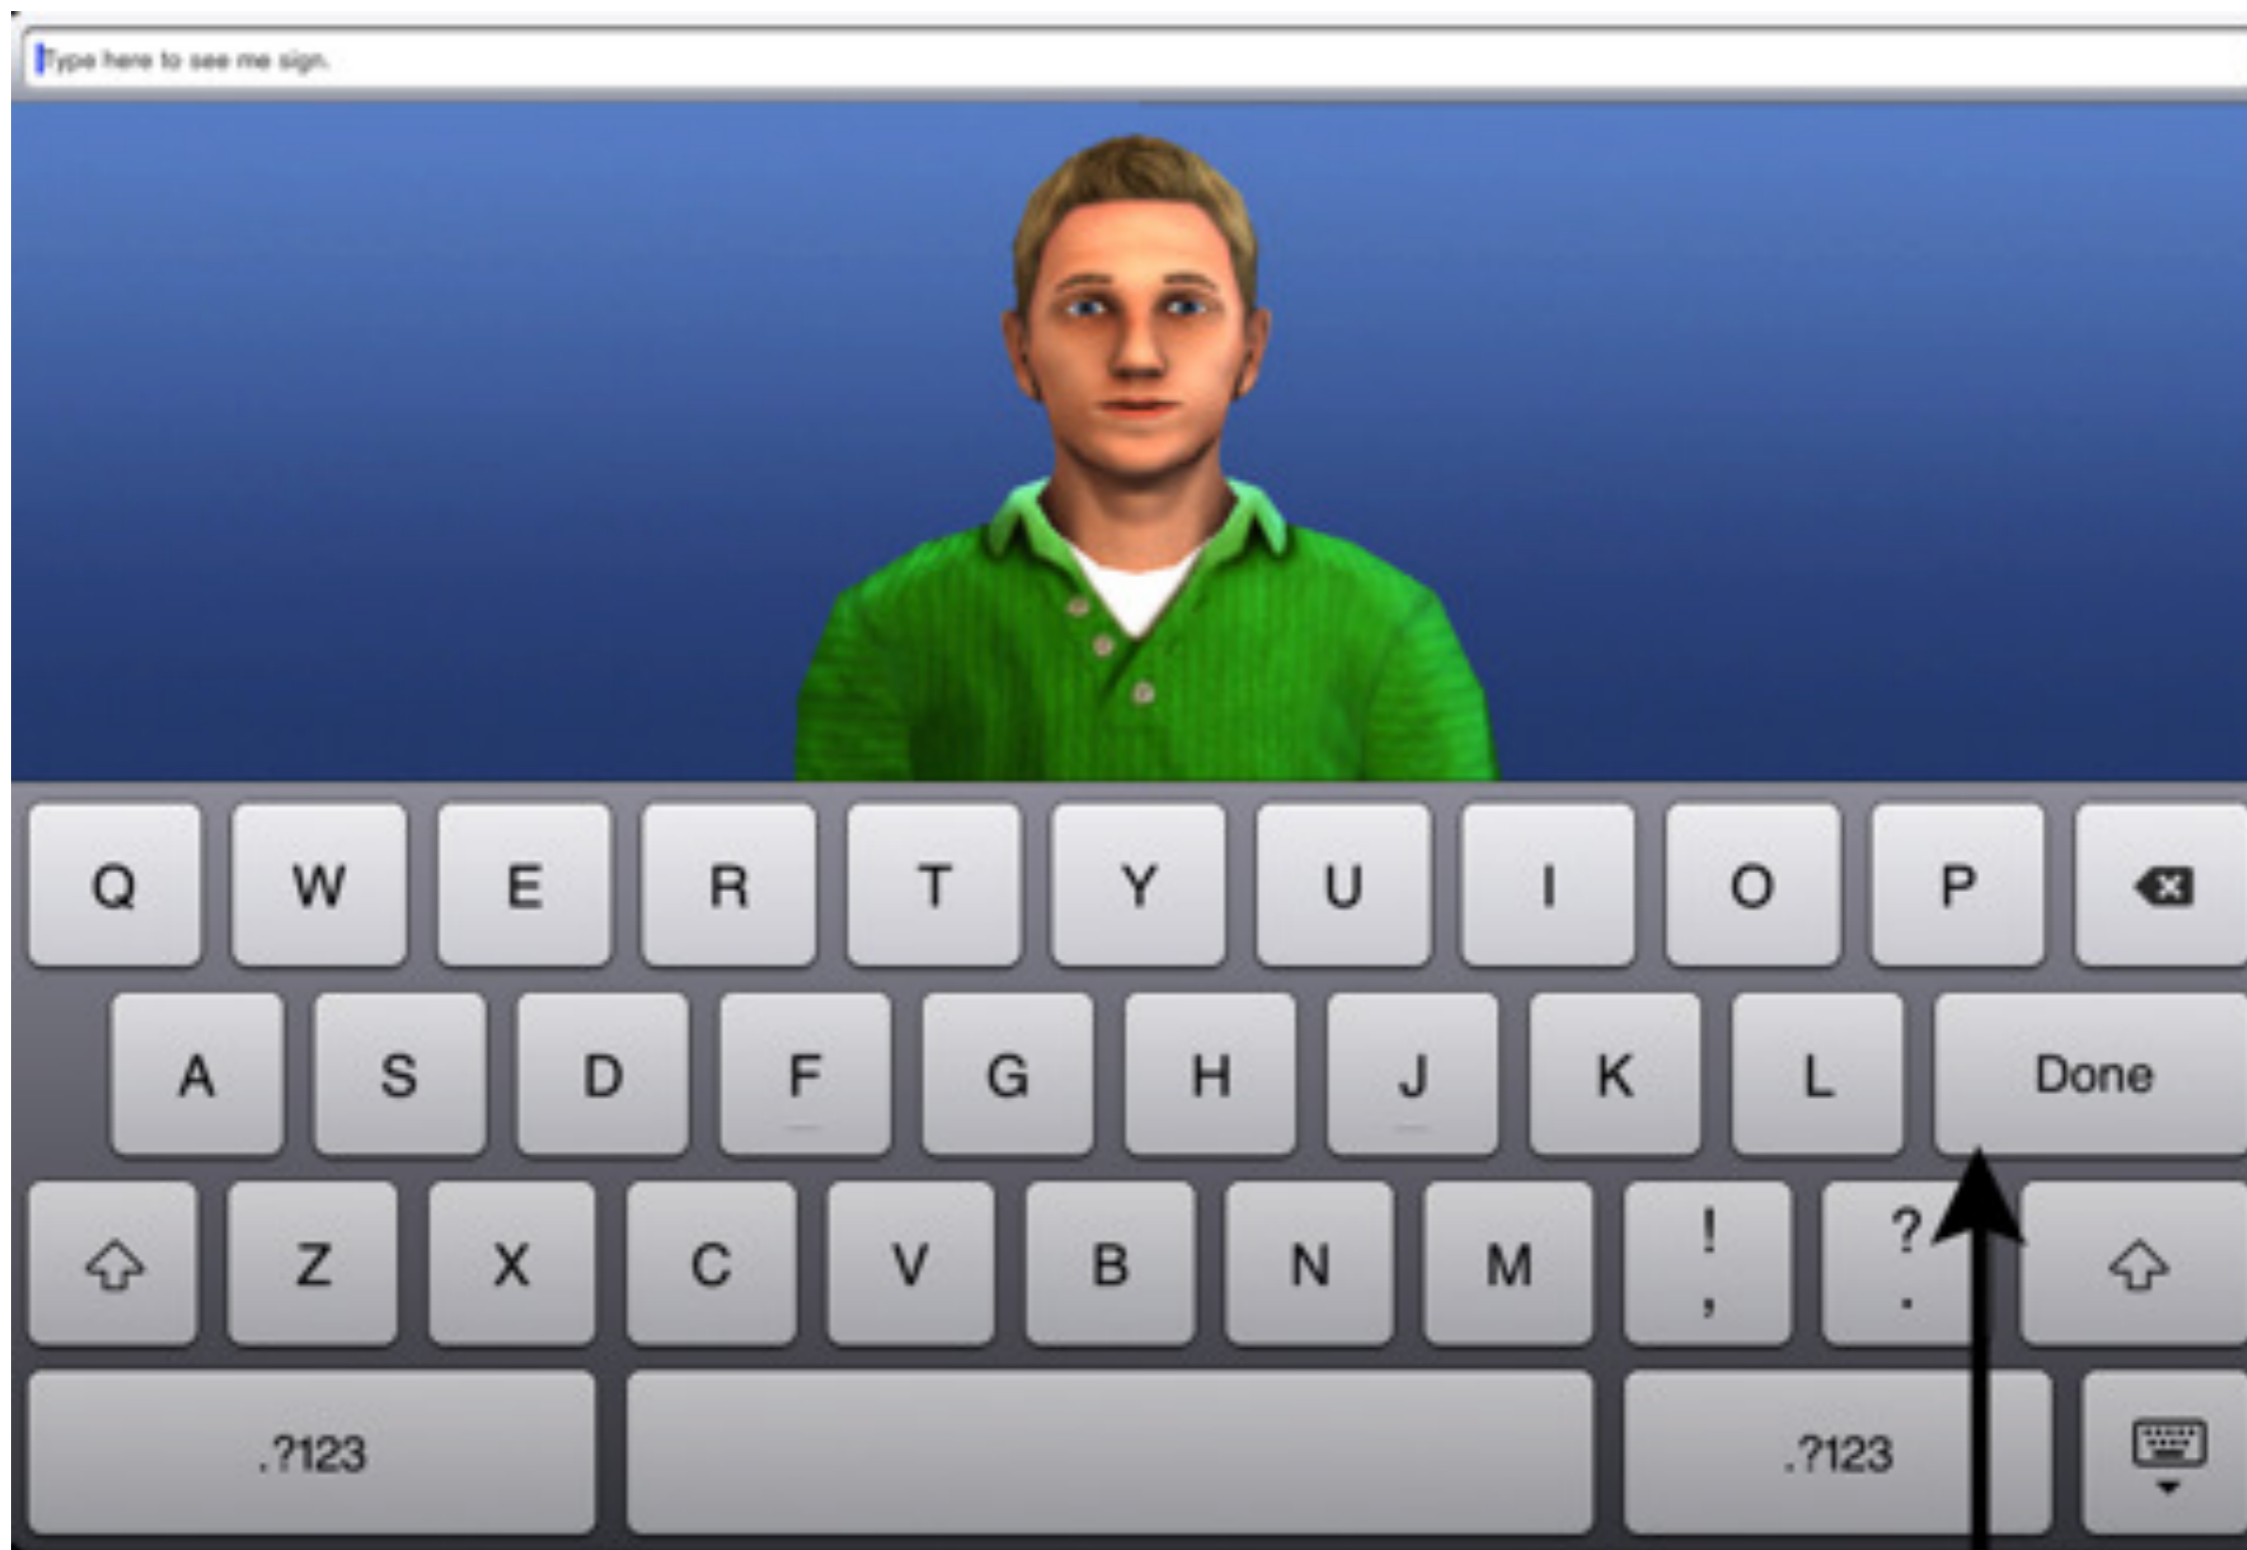 Type here to see me sign.
Q W E R T Y U I O P
A S D F G H J K L Done
Z X C V B N M ! , ? .
.?123 .?123